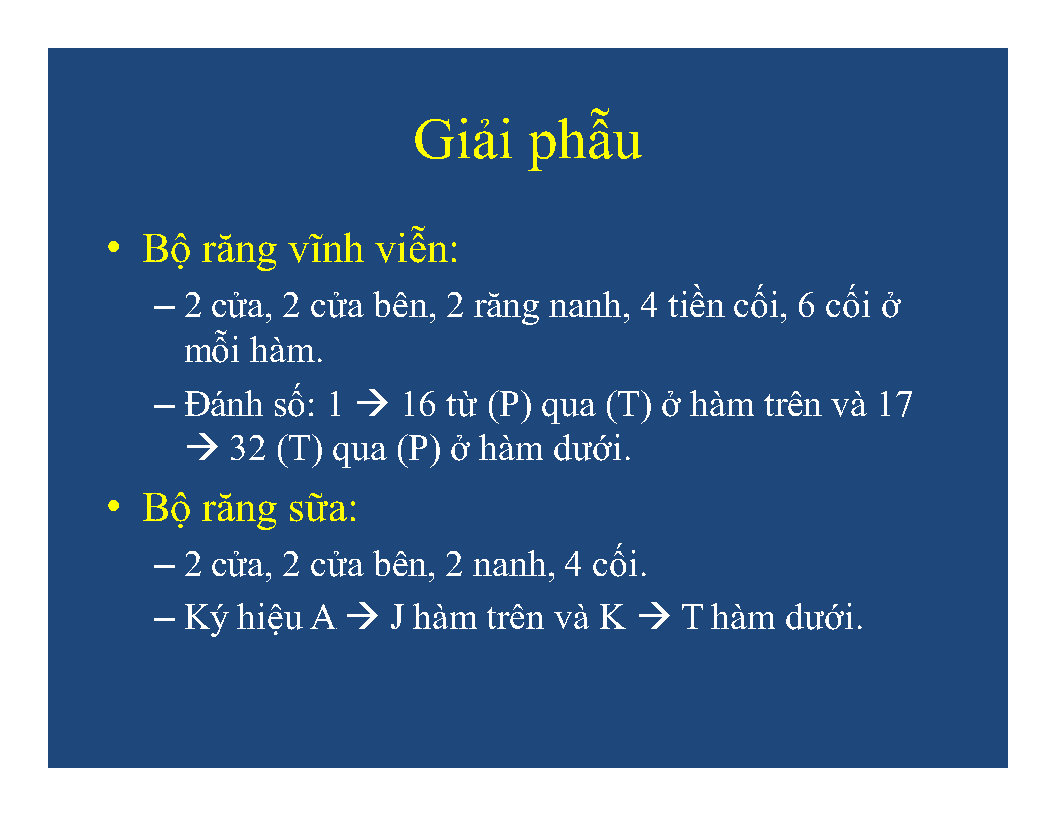 Giải phẫu
• Bộ răng vĩnh viễn:
– 2 cửa, 2 cửa bên, 2 răng nanh, 4 tiền cối, 6 cối ở
mỗi hàm.
– Đánh số: 1 → 16 từ (P) qua (T) ở hàm trên và 17
→ 32 (T) qua (P) ở hàm dưới.
• Bộ răng sữa:
– 2 cửa, 2 cửa bên, 2 nanh, 4 cối.
– Ký hiệu A → J hàm trên và K → T hàm dưới.